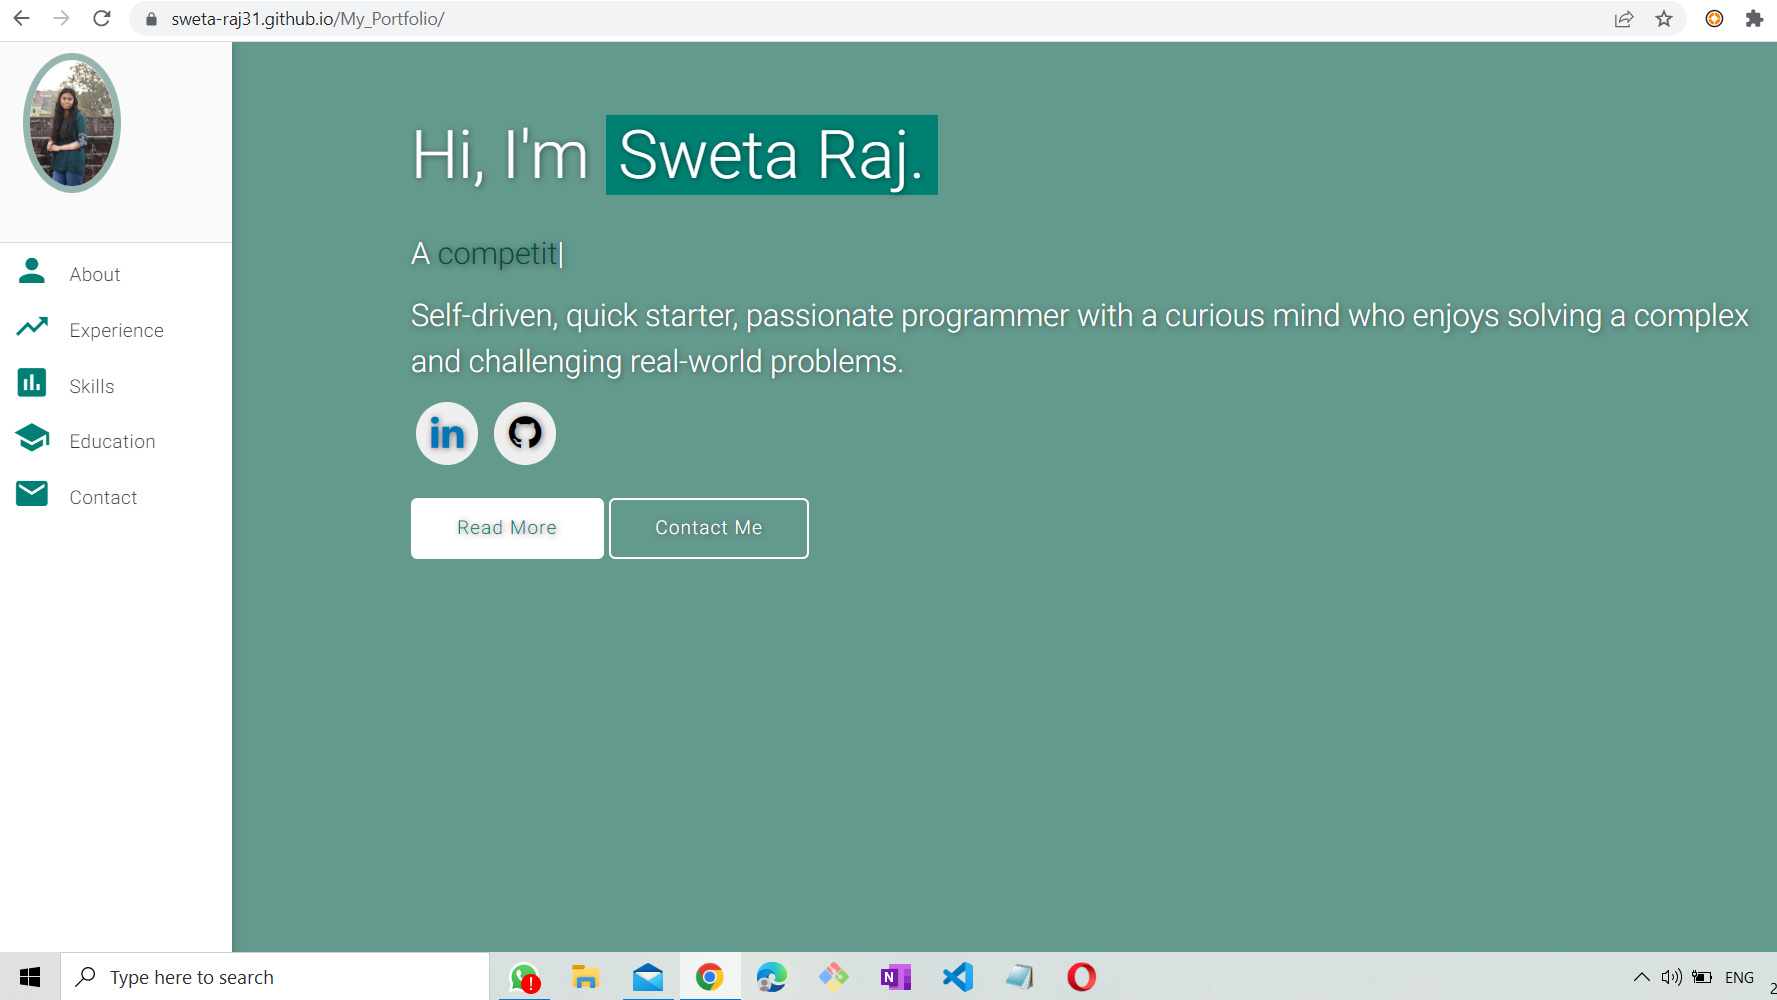 sweta-raj31.github.io/My_Portfolio/
Hi, I'm Sweta Raj.
A competit|
Self-driven, quick starter, passionate programmer with a curious mind who enjoys solving a complex
and challenging real-world problems.
in
Read More
Contact Me
About
Experience
Skills
Education
Contact
Type here to search
N
ENG
2